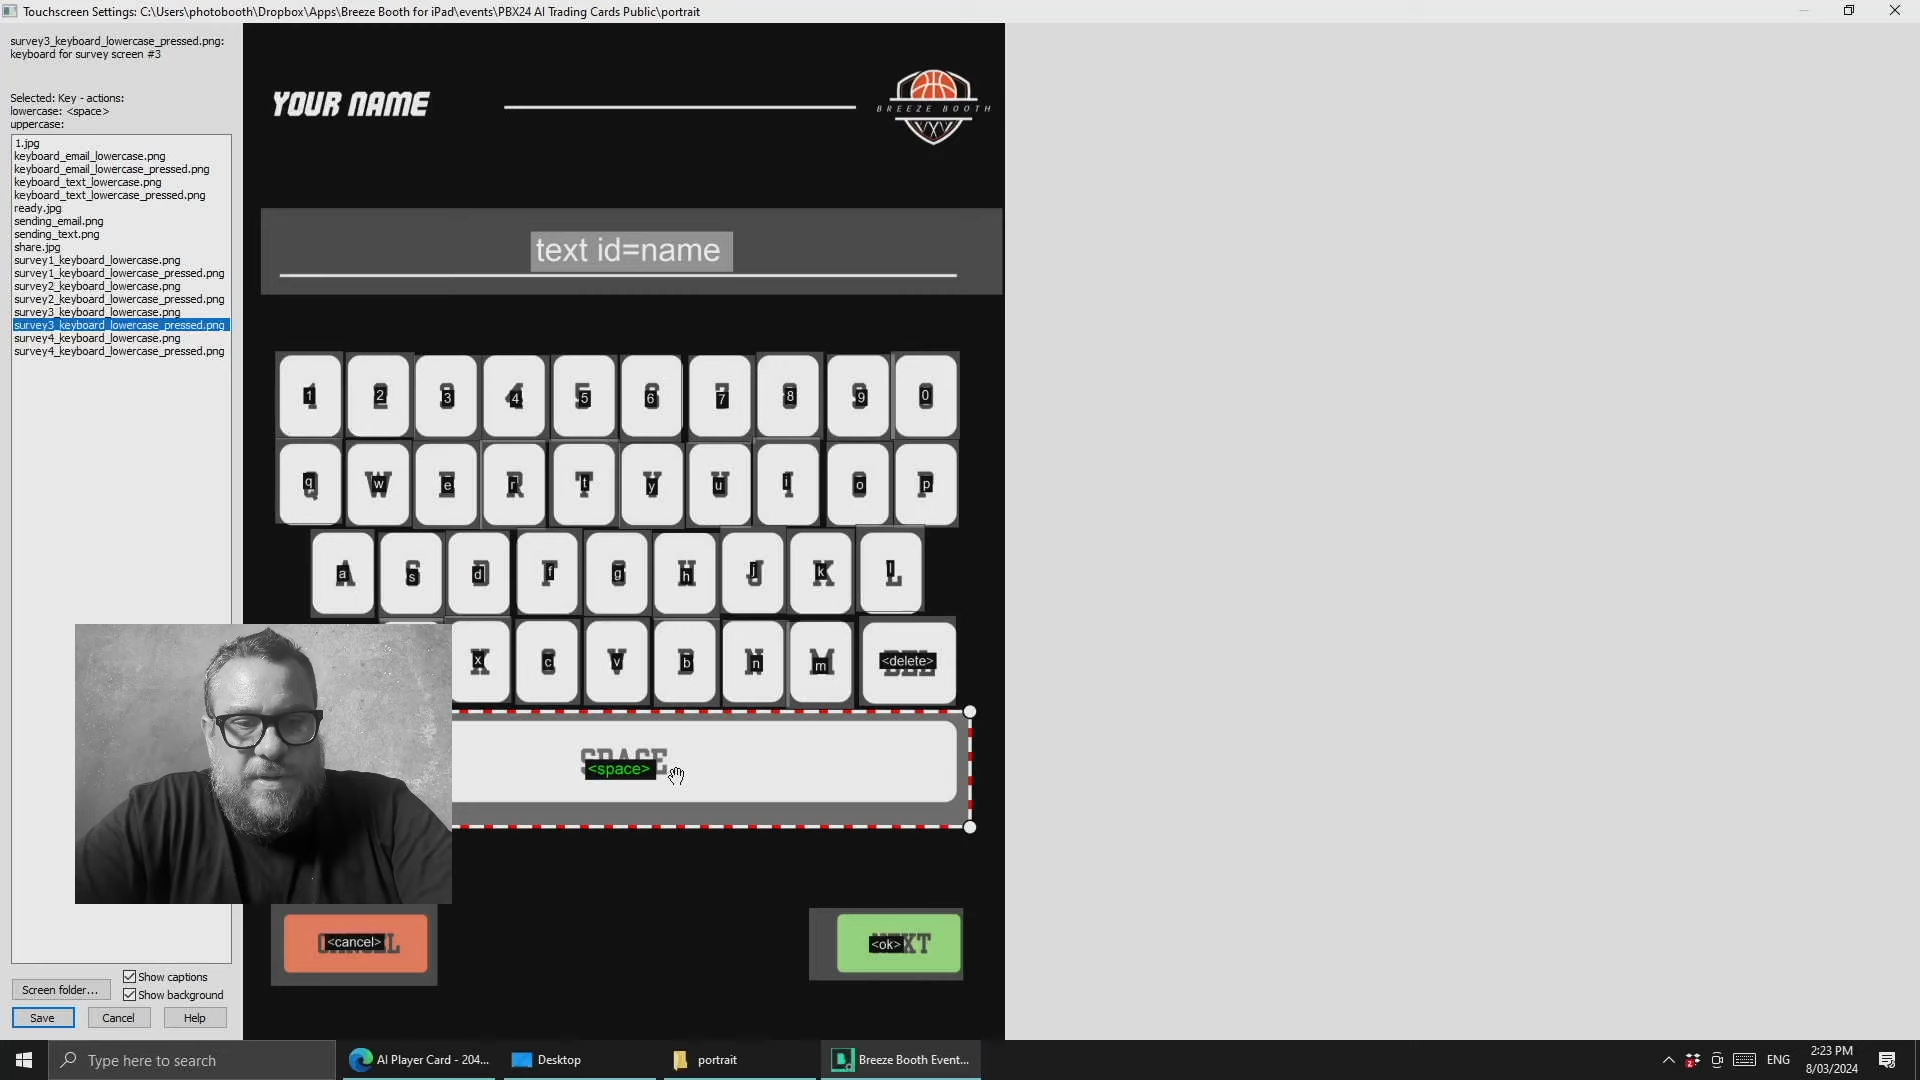 Touchscreen Settings: C:\Users\photobooth\Dropbox\Apps\Breeze Booth for iPad\events\PBX24 AI Trading Cards Public\portrait
survey3_keyboard_lowercase_pressed.png:
keyboard for survey screen #3
Selected: Key - actions:
lowercase: <space>
uppercase:
1.jpg
keyboard_email_lowercase.png
keyboard_email_lowercase_pressed.png
keyboard_text_lowercase.png
keyboard_text_lowercase_pressed.png
ready.jpg
sending_email.png
sending_text.png
share.jpg
survey1_keyboard_lowercase.png
survey1_keyboard_lowercase_pressed.png
survey2_keyboard_lowercase.png
survey2_keyboard_lowercase_pressed.png
survey3_keyboard_lowercase.png
survey3_keyboard_lowercase_pressed.png
survey4_keyboard_lowercase.png
survey4_keyboard_lowercase_pressed.png
Screen folder...
Show captions
Show background
Save Cancel Help
YOUR NAME
BREEZE BOOTH
text id=name
1 2 3 4 5 6 7 8 9 0
q w e r t y u i o p
a s d f g h j k l
x c v b n m <delete>
SPACE
<space>
<cancel>
<ok>
NEXT
Type here to search
AI Player Card - 204...
Desktop
portrait
Breeze Booth Event...
ENG
2:23 PM
8/03/2024